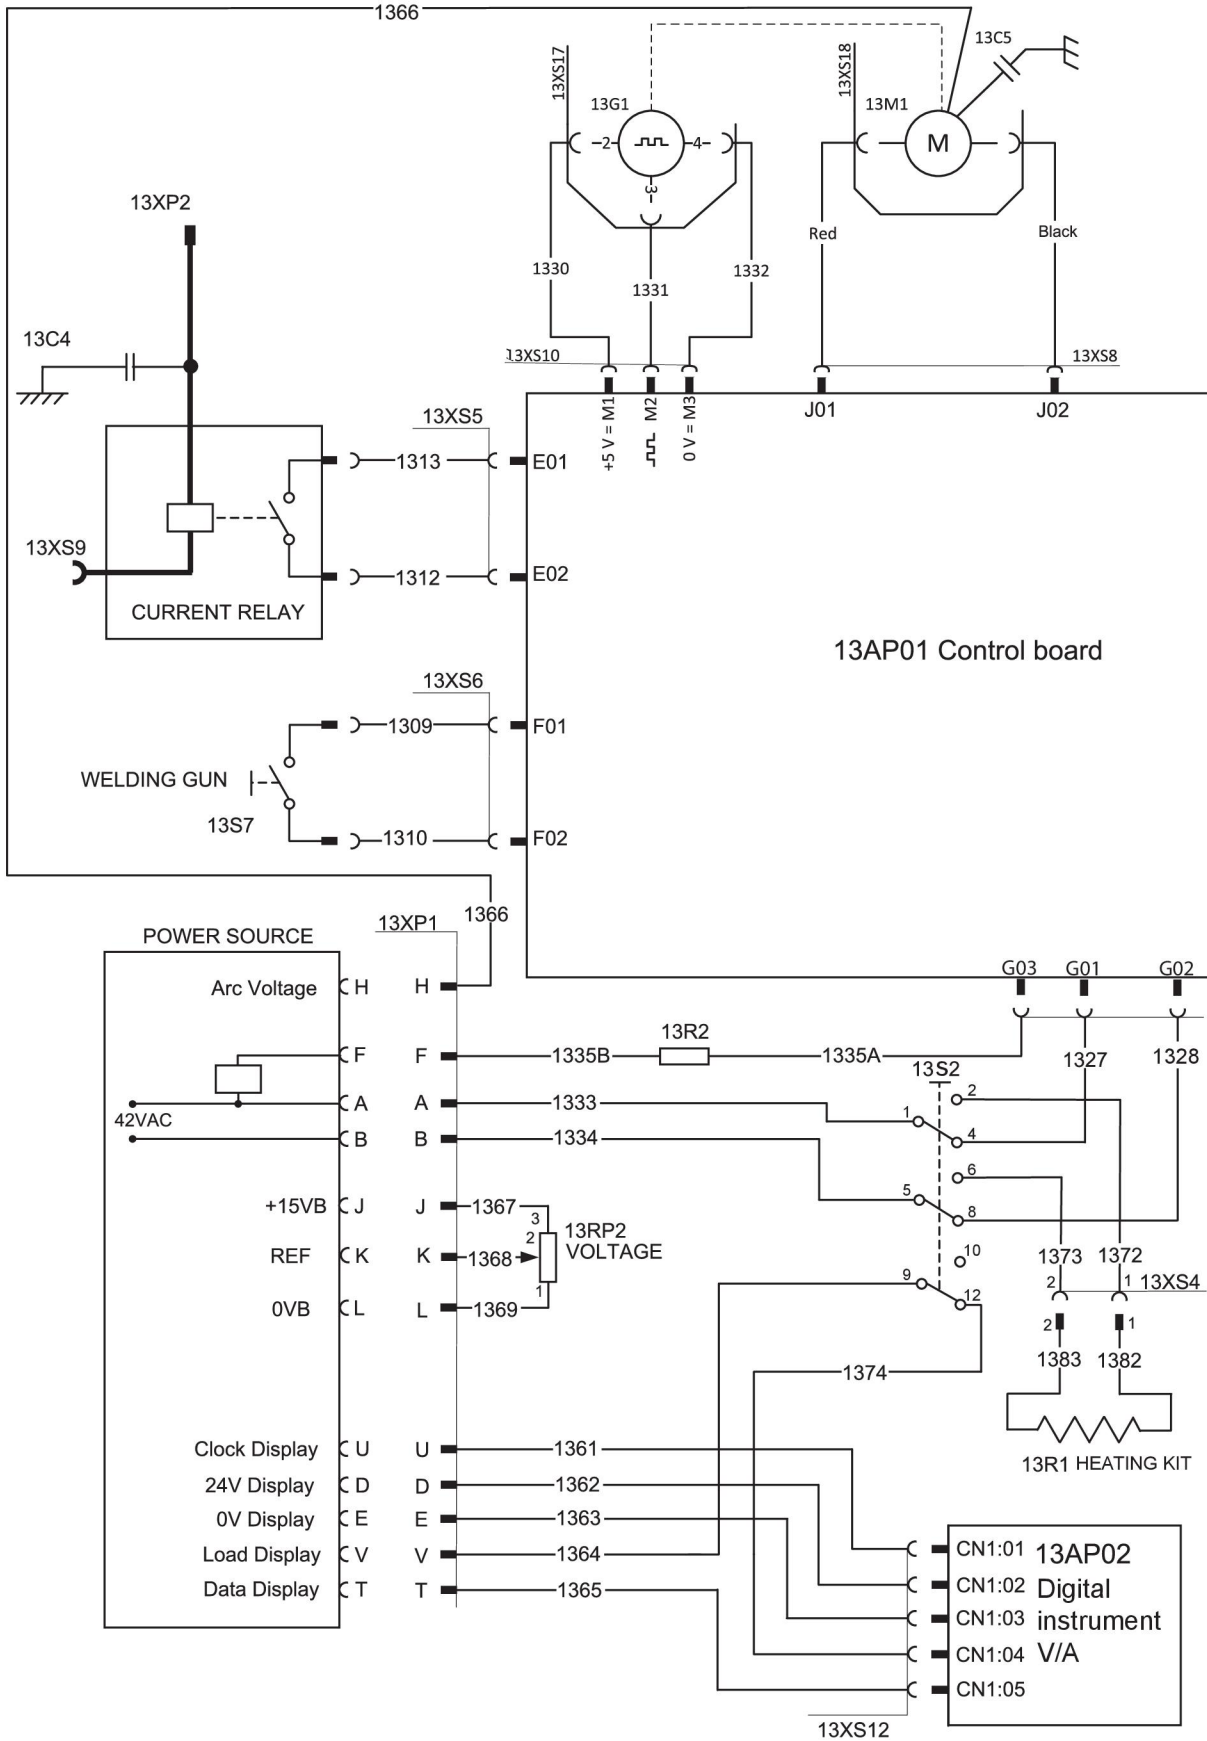 1366
13C5
13XS17
13XS18
13G1
13M1
2
4
3
M
13XP2
Red
Black
1330
1331
1332
13C4
13XS10
13XS8
+5 V = M1
M2
0 V = M3
J01
J02
13XS5
1313
E01
13XS9
1312
E02
CURRENT RELAY
13AP01 Control board
13XS6
1309
F01
WELDING GUN
13S7
1310
F02
1366
13XP1
POWER SOURCE
G03
G01
G02
Arc Voltage
H
H
13R2
F
F
1335B
1335A
1327
1328
13S2
2
42VAC
A
A
1333
1
4
B
B
1334
6
5
8
+15VB
J
J
1367
3
13RP2
VOLTAGE
2
REF
K
K
1368
10
1373
1372
9
2
1
13XS4
0VB
L
L
1369
1
12
2
1
1374
1383
1382
Clock Display
U
U
1361
13R1 HEATING KIT
24V Display
D
D
1362
0V Display
E
E
1363
Load Display
V
V
1364
Data Display
T
T
1365
CN1:01
CN1:02
CN1:03
CN1:04
CN1:05
13AP02
Digital
instrument
V/A
13XS12